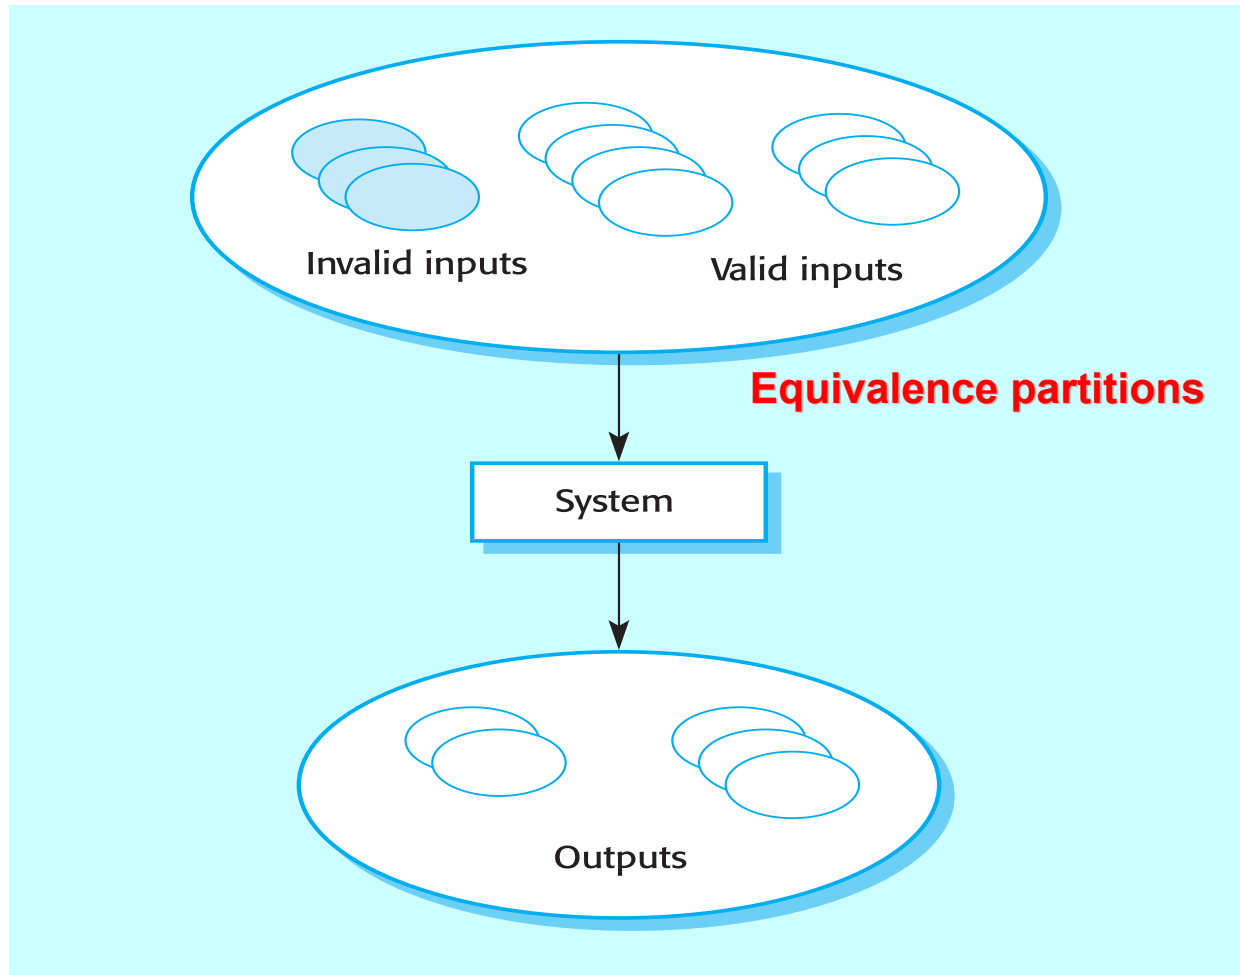 Invalid inputs
Valid inputs
Equivalence partitions
System
Outputs